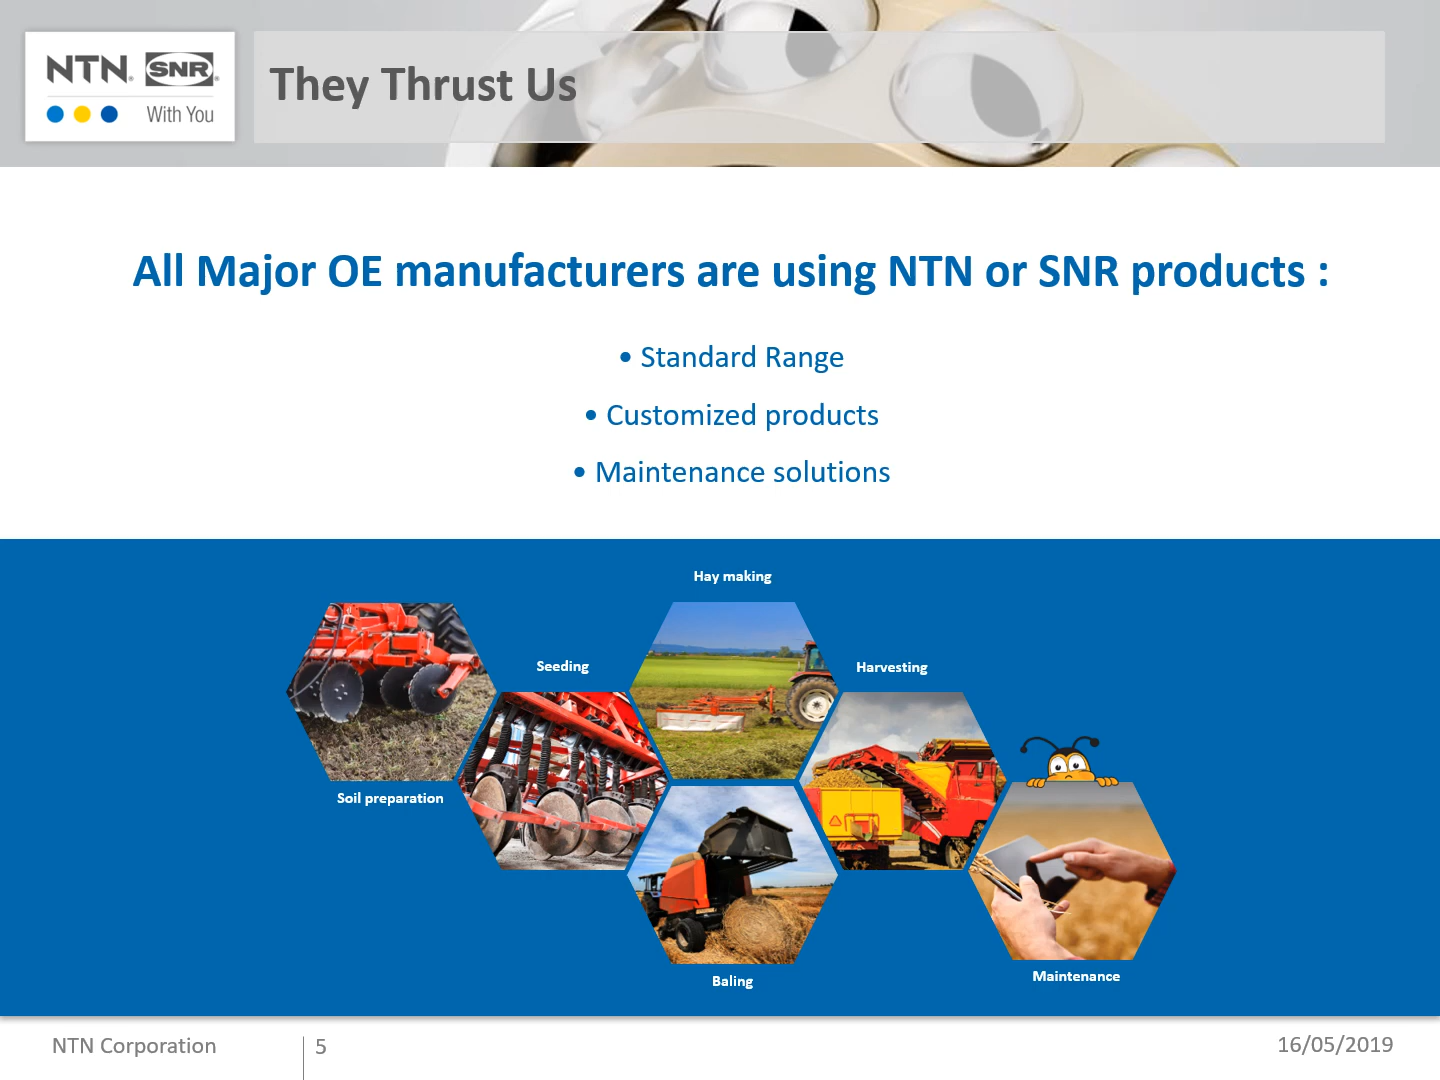 NTN® SNR®
With You
They Thrust Us
All Major OE manufacturers are using NTN or SNR products :
• Standard Range
• Customized products
• Maintenance solutions
Hay making
Seeding
Harvesting
Soil preparation
Baling
Maintenance
NTN Corporation
5
16/05/2019